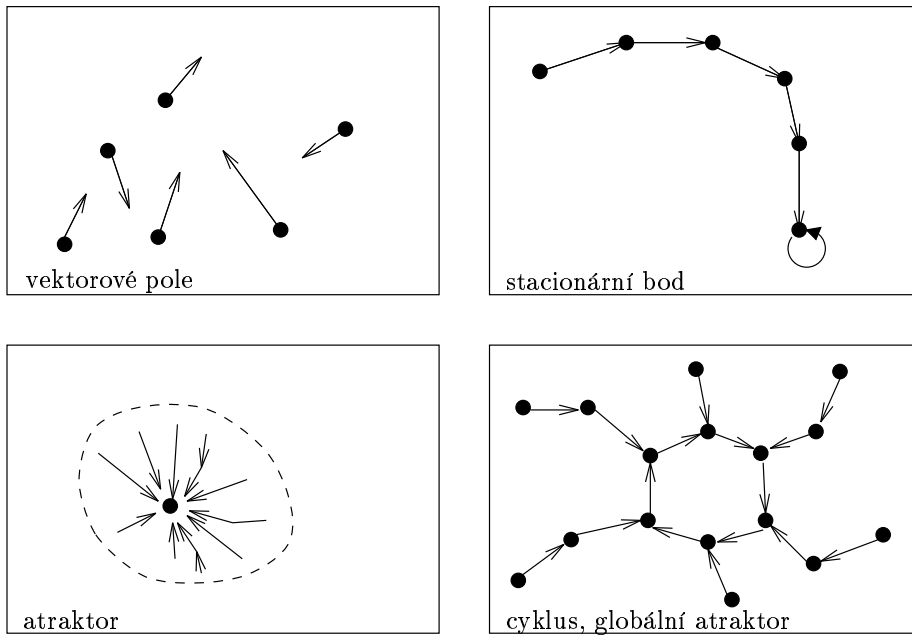 vektorové pole
stacionární bod
atraktor
cyklus, globální atraktor